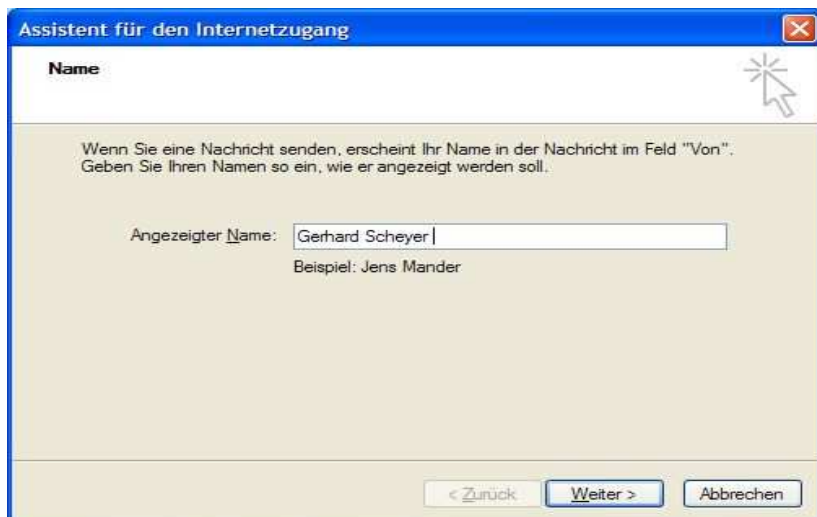 Assistent für den Internetzugang
Name
Wenn Sie eine Nachricht senden, erscheint Ihr Name in der Nachricht im Feld "Von".
Geben Sie Ihren Namen so ein, wie er angezeigt werden soll.
Angezeigter Name: Gerhard Scheyer
Beispiel: Jens Mander
< Zurück Weiter > Abbrechen